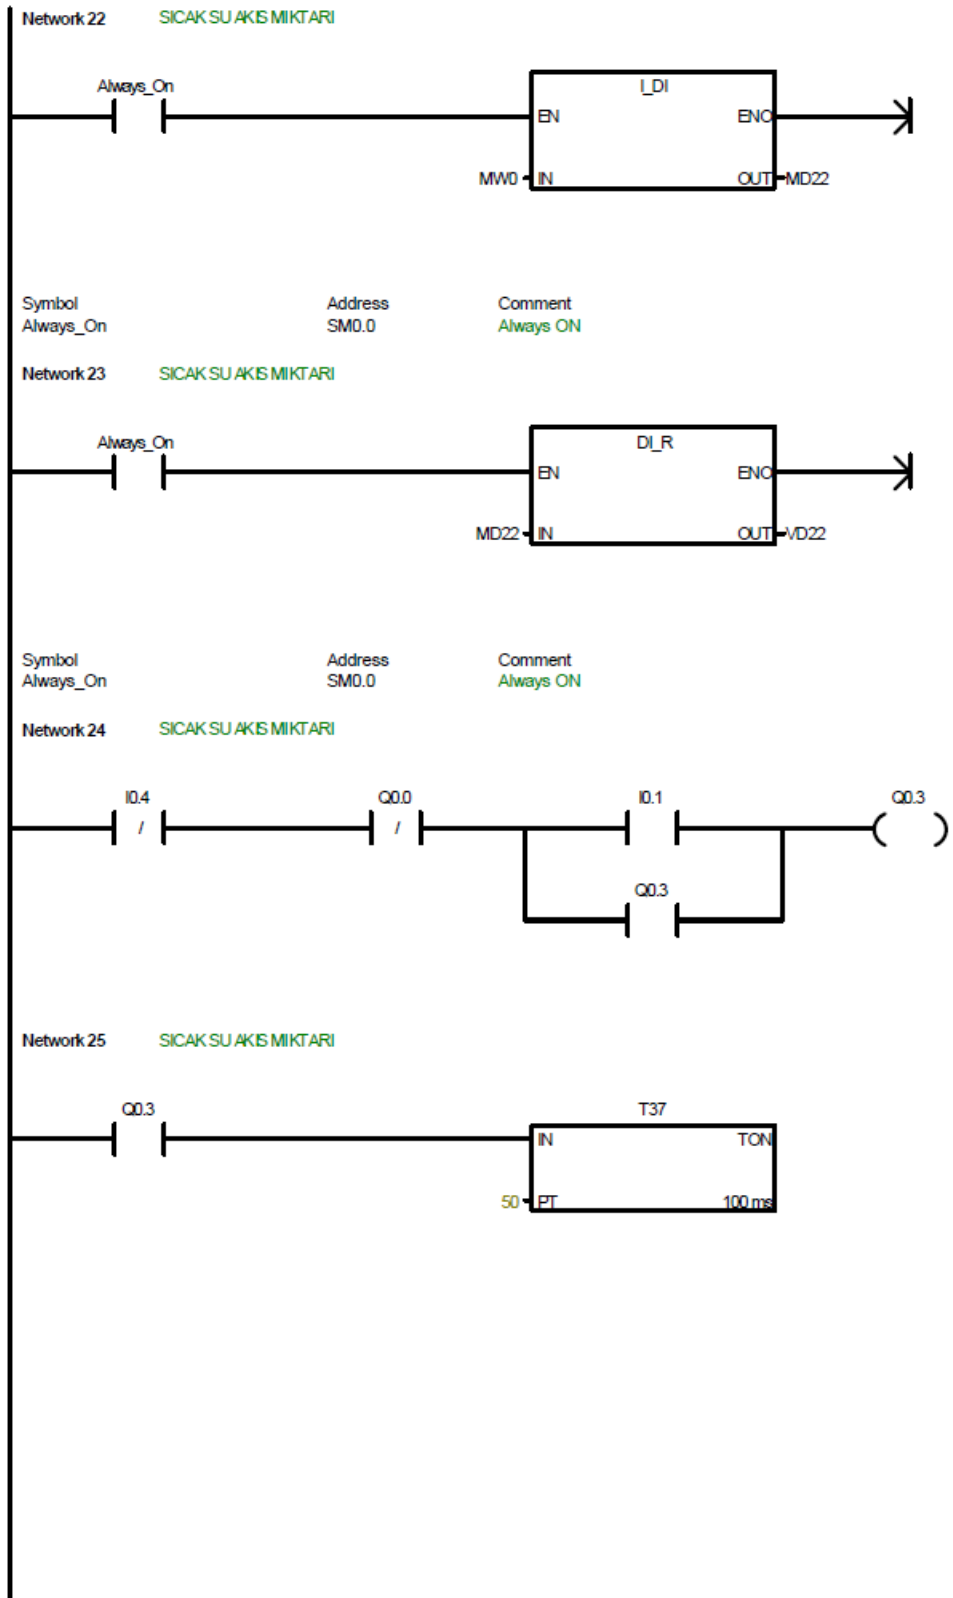 Network 22 SICAK SU AKIS MIKTARI
Always_On
I_DI
EN ENO
MW0 IN OUT MD22
Symbol Address Comment
Always_On SM0.0 Always ON
Network 23 SICAK SU AKIS MIKTARI
Always_On
DI_R
EN ENO
MD22 IN OUT VD22
Symbol Address Comment
Always_On SM0.0 Always ON
Network 24 SICAK SU AKIS MIKTARI
I0.4 Q0.0 I0.1 Q0.3
/ /
Q0.3
Network 25 SICAK SU AKIS MIKTARI
Q0.3 T37
IN TON
50 PT 100 ms